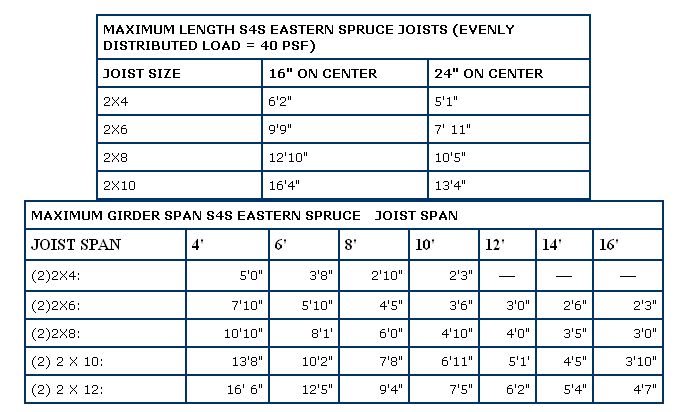 MAXIMUM LENGTH S4S EASTERN SPRUCE JOISTS (EVENLY
DISTRIBUTED LOAD = 40 PSF)
JOIST SIZE 16" ON CENTER 24" ON CENTER
2X4 6'2" 5'1"
2X6 9'9" 7' 11"
2X8 12'10" 10'5"
2X10 16'4" 13'4"
MAXIMUM GIRDER SPAN S4S EASTERN SPRUCE JOIST SPAN
JOIST SPAN 4' 6' 8' 10' 12' 14' 16'
(2)2X4: 5'0" 3'8" 2'10" 2'3" — — —
(2)2X6: 7'10" 5'10" 4'5" 3'6" 3'0" 2'6" 2'3"
(2)2X8: 10'10" 8'1' 6'0" 4'10" 4'0" 3'5" 3'0"
(2) 2 X 10: 13'8" 10'2" 7'8" 6'11" 5'1' 4'5" 3'10"
(2) 2 X 12: 16' 6" 12'5" 9'4" 7'5" 6'2" 5'4" 4'7"